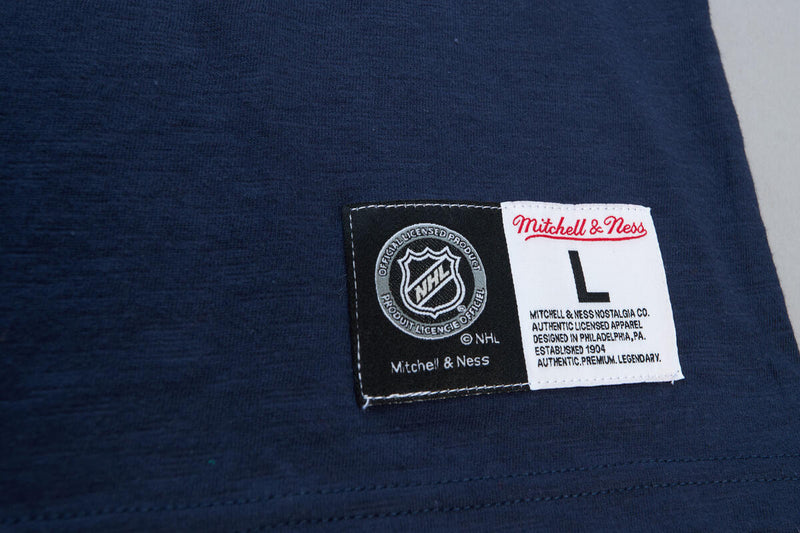 OFFICIAL LICENSED PRODUCT
NHL
PRODUIT LICENCIÉ OFFICIEL
© NHL
Mitchell & Ness
Mitchell & Ness
L
MITCHELL & NESS NOSTALGIA CO.
AUTHENTIC LICENSED APPAREL
DESIGNED IN PHILADELPHIA, PA.
ESTABLISHED 1904
AUTHENTIC.PREMIUM.LEGENDARY.